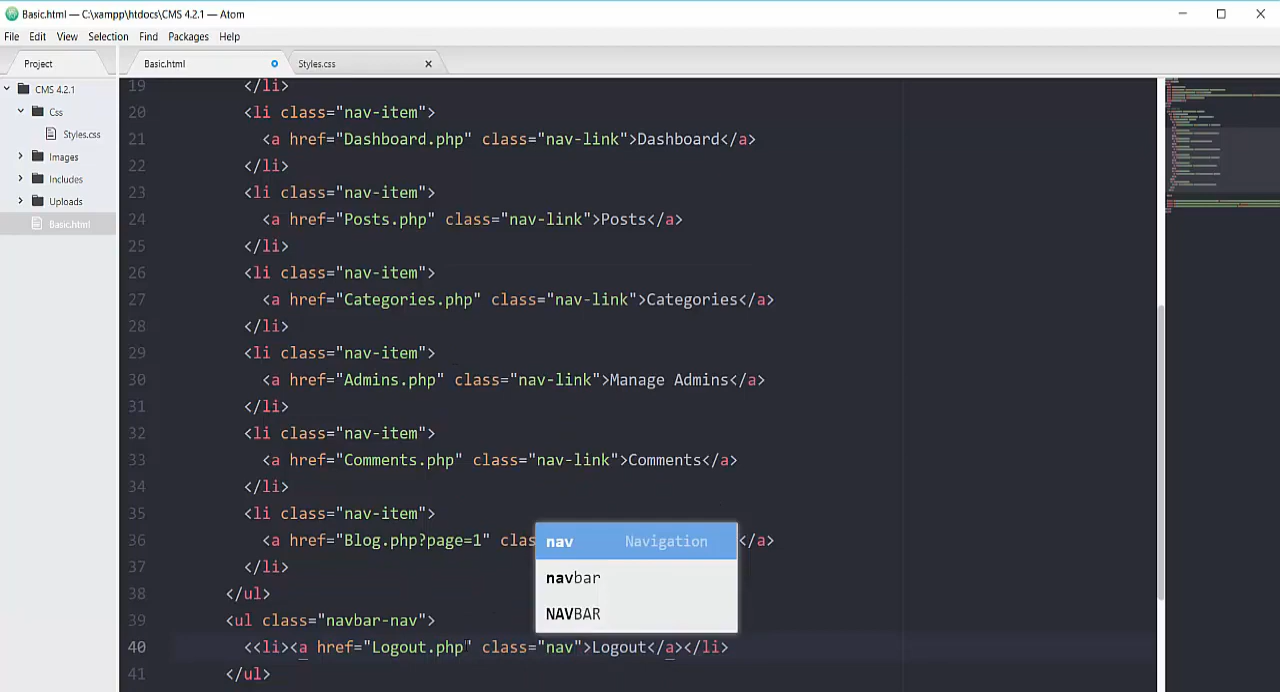 Basic.html — C:\xampp\htdocs\CMS 4.2.1 — Atom
File Edit View Selection Find Packages Help
Project
Basic.html
Styles.css
CMS 4.2.1
Css
Styles.css
Images
Includes
Uploads
Basic.html
19 </li>
20 <li class="nav-item">
21 <a href="Dashboard.php" class="nav-link">Dashboard</a>
22 </li>
23 <li class="nav-item">
24 <a href="Posts.php" class="nav-link">Posts</a>
25 </li>
26 <li class="nav-item">
27 <a href="Categories.php" class="nav-link">Categories</a>
28 </li>
29 <li class="nav-item">
30 <a href="Admins.php" class="nav-link">Manage Admins</a>
31 </li>
32 <li class="nav-item">
33 <a href="Comments.php" class="nav-link">Comments</a>
34 </li>
35 <li class="nav-item">
36 <a href="Blog.php?page=1" clas </a>
37 </li>
38 </ul>
39 <ul class="navbar-nav">
40 <<li><a href="Logout.php" class="nav">Logout</a></li>
41 </ul>
nav Navigation
navbar
NAVBAR